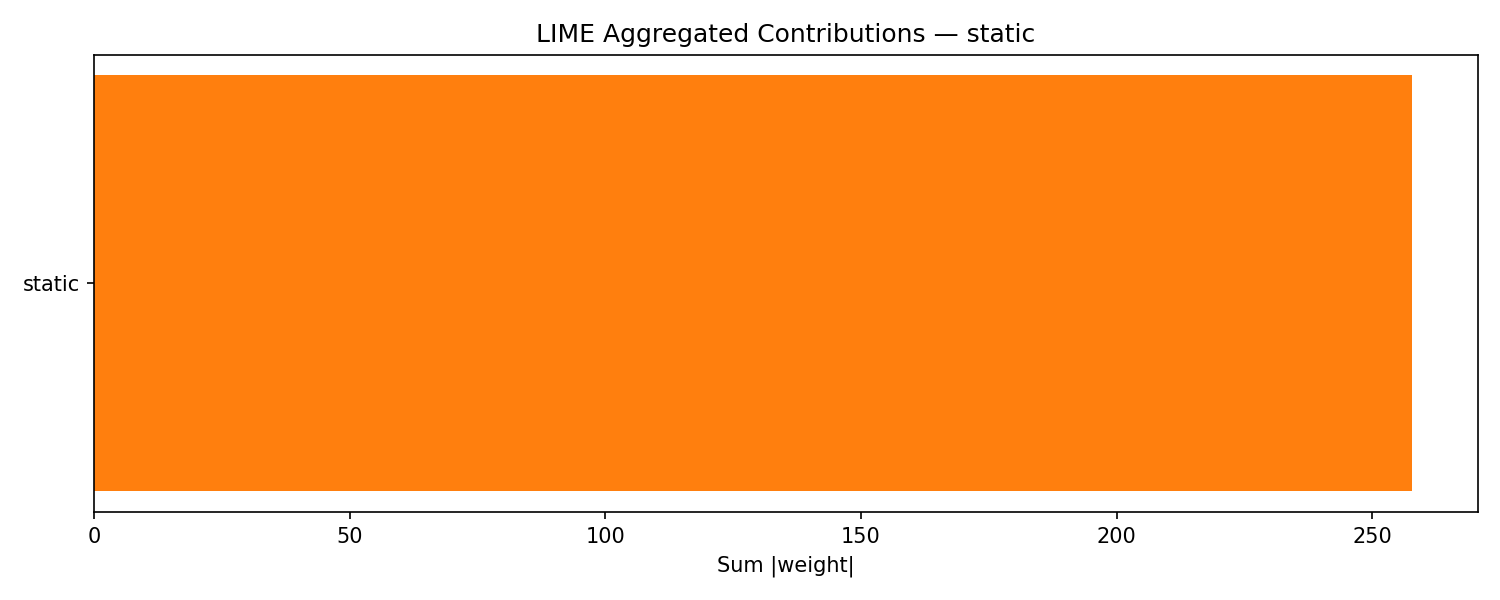 LIME Aggregated Contributions — static
static
0 50 100 150 200 250
Sum |weight|